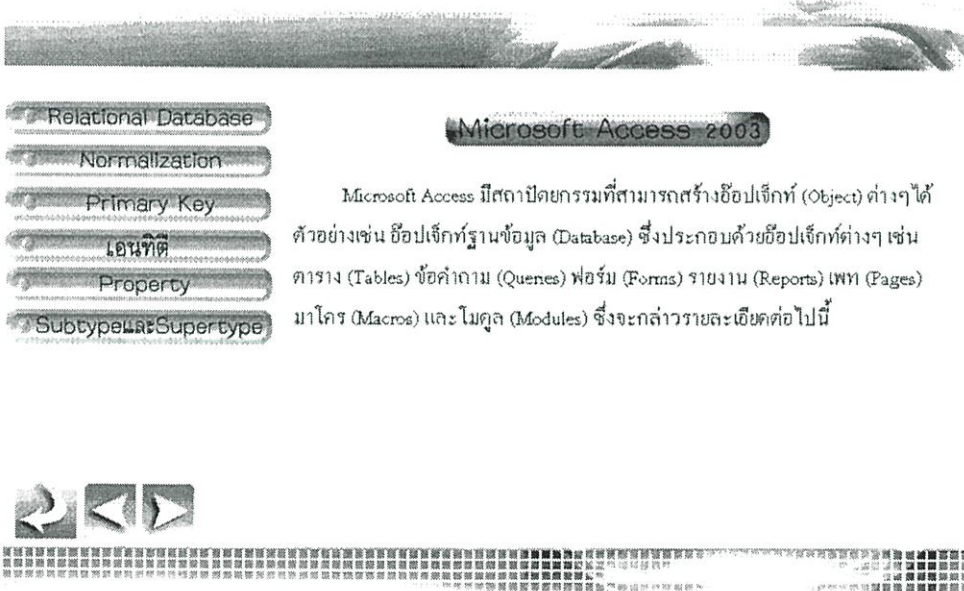 Relational Database
Normalization
Primary Key
เอนทิตี
Property
SubtypeและSupertype
Microsoft Access 2003
Microsoft Access มีสถาปัตยกรรมที่สามารถสร้างอ๊อปเจ็กท์ (Object) ต่างๆได้
ตัวอย่างเช่น อ๊อปเจ็กท์ฐานข้อมูล (Database) ซึ่งประกอบด้วยอ๊อปเจ็กท์ต่างๆ เช่น
ตาราง (Tables) ข้อคำถาม (Queries) ฟอร์ม (Forms) รายงาน (Reports) เพท (Pages)
มาโคร (Macros) และโมดูล (Modules) ซึ่งจะกล่าวรายละเอียดต่อไปนี้